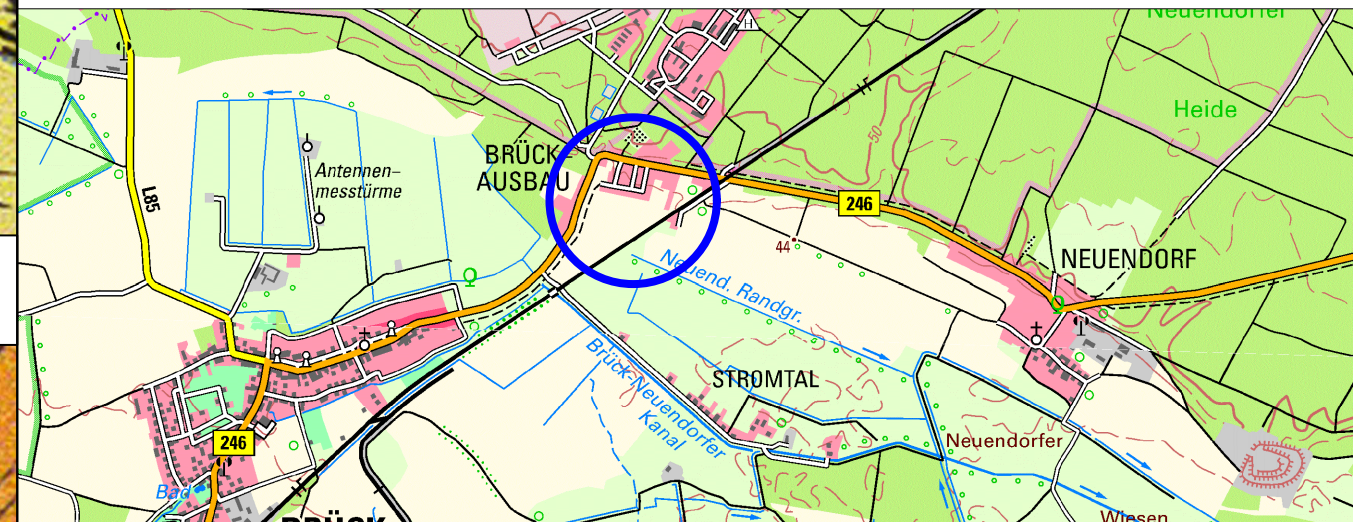 Neuendorfer
H
Heide
50
BRÜCK-
AUSBAU
Antennen-
messtürme
L85
246
44
NEUENDORF
Neuend. Randgr.
Brück-Neuendorfer
Kanal
STROMTAL
246
Neuendorfer
Bad
BRÜCK
Wiesen